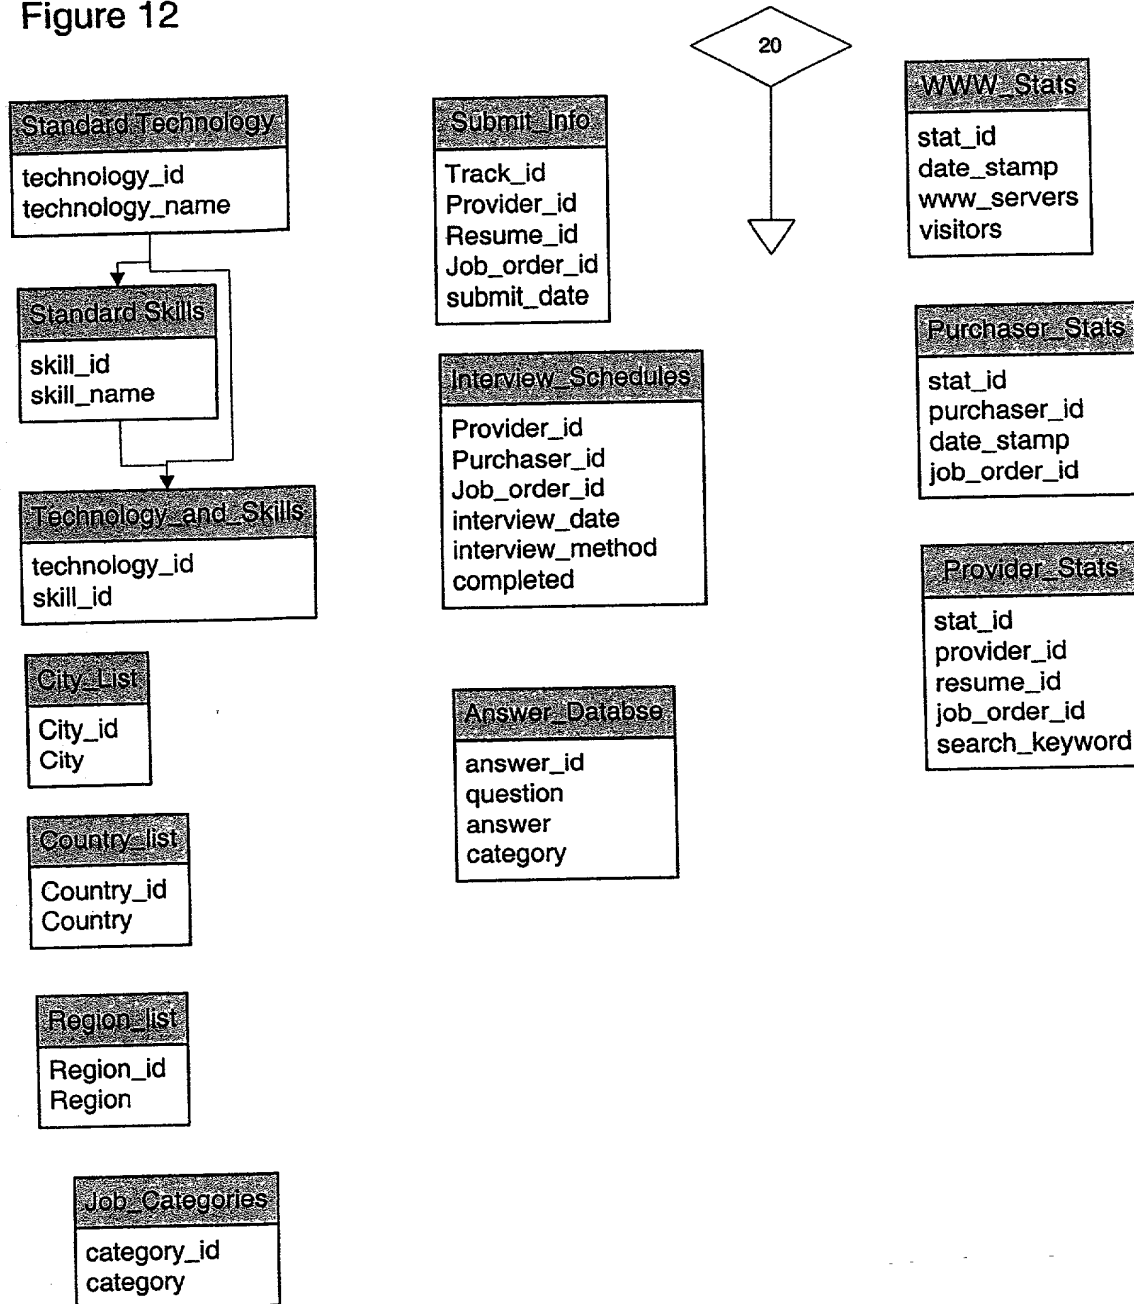 Figure 12
Standard Technology
technology_id
technology_name
Standard Skills
skill_id
skill_name
Technology_and_Skills
technology_id
skill_id
City_List
City_id
City
Country_list
Country_id
Country
Region_list
Region_id
Region
Job_Categories
category_id
category
Submit_Info
Track_id
Provider_id
Resume_id
Job_order_id
submit_date
Interview_Schedules
Provider_id
Purchaser_id
Job_order_id
interview_date
interview_method
completed
Answer_Databse
answer_id
question
answer
category
20
WWW_Stats
stat_id
date_stamp
www_servers
visitors
Purchaser_Stats
stat_id
purchaser_id
date_stamp
job_order_id
Provider_Stats
stat_id
provider_id
resume_id
job_order_id
search_keyword